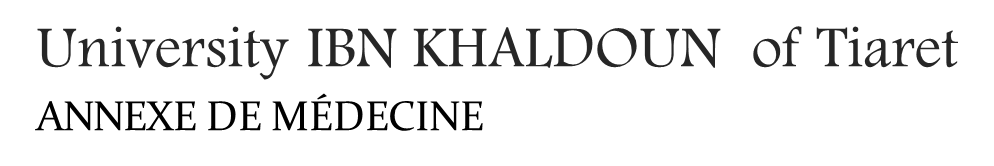 University IBN KHALDOUN of Tiaret
ANNEXE DE MÉDECINE